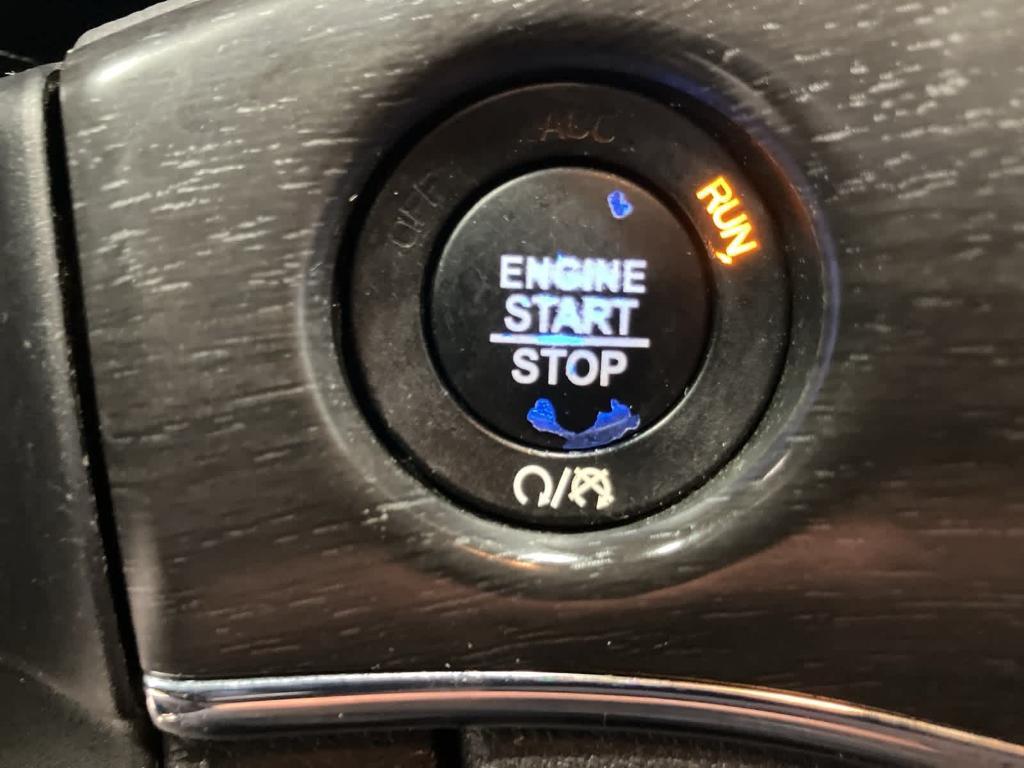 ACC
OFF
RUN
ENGINE
START
STOP